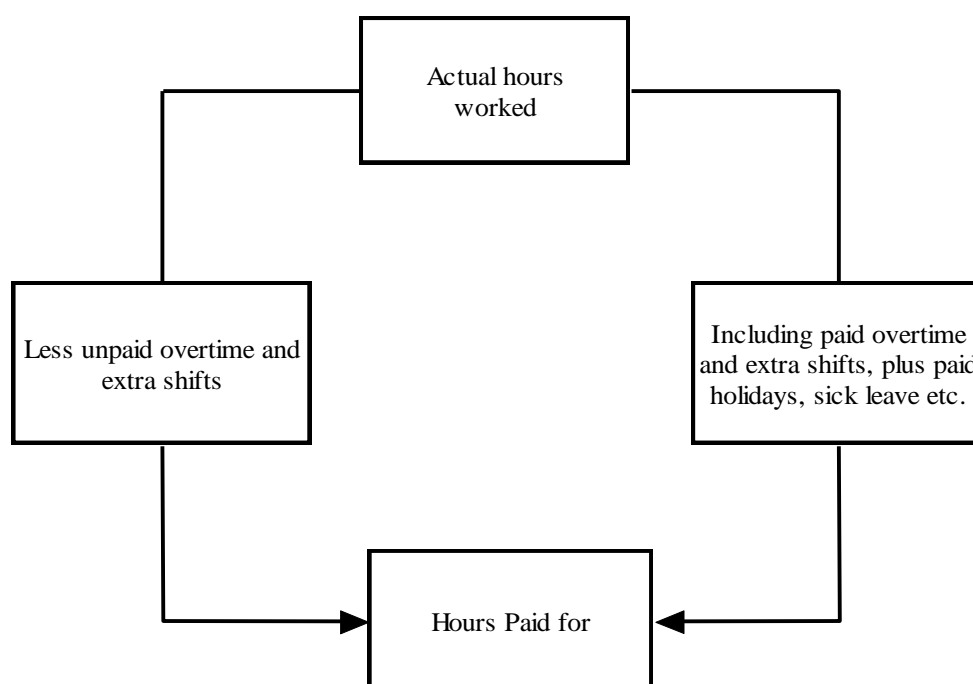 Actual hours
worked
Less unpaid overtime and
extra shifts
Including paid overtime
and extra shifts, plus paid
holidays, sick leave etc.
Hours Paid for